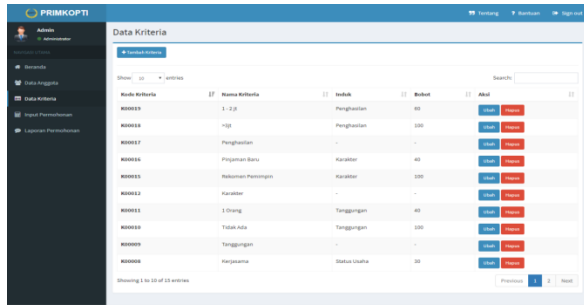 PRIMKOPTI
Tentang Bantuan Sign out
Admin
Administrator
Beranda
Data Anggota
Data Kriteria
Input Permohonan
Laporan Permohonan
Data Kriteria
Tambah Kriteria
Show 10 entries
Search:
Kode Kriteria Nama Kriteria Induk Bobot Aksi
K00019 1 - 2 jt Penghasilan 60 Ubah Hapus
K00018 Penghasilan 100 Ubah Hapus
K00017 Penghasilan - - Ubah Hapus
K00016 Pinjaman Baru Karakter 40 Ubah Hapus
K00015 Rekomen Pemimpin Karakter 100 Ubah Hapus
K00012 Karakter - - Ubah Hapus
K00011 1 Orang Tanggungan 40 Ubah Hapus
K00010 Tidak Ada Tanggungan 100 Ubah Hapus
K00009 Tanggungan - - Ubah Hapus
K00008 Kerjasama Status Usaha 30 Ubah Hapus
Showing 1 to 10 of 15 entries
Previous 1 2 Next